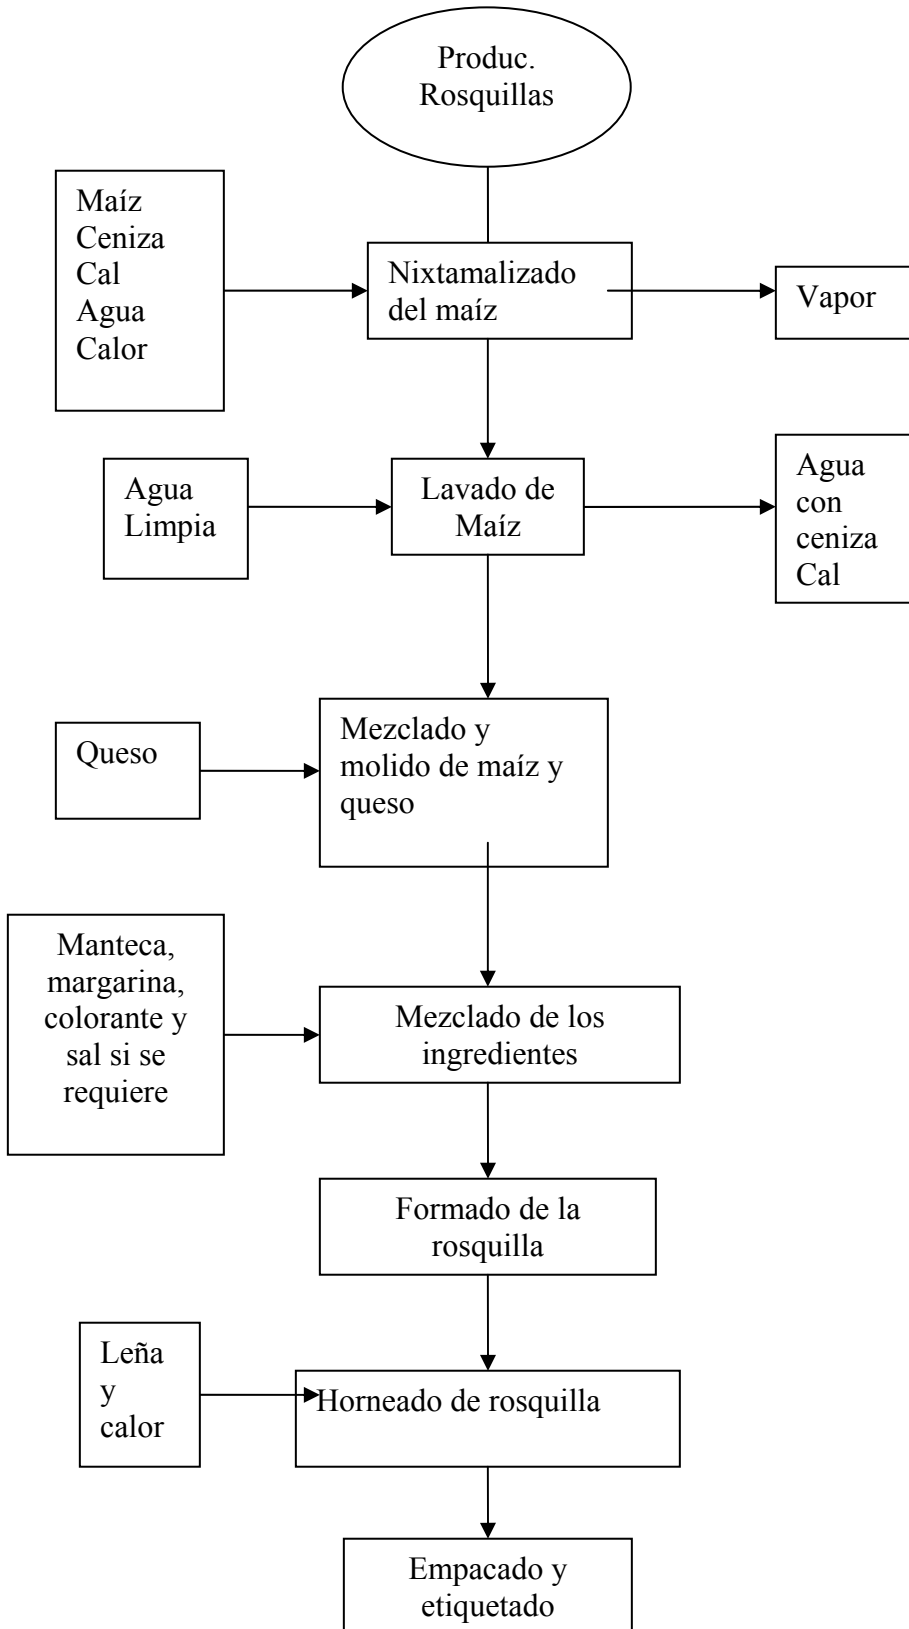 Produc.
Rosquillas
Maíz
Ceniza
Cal
Agua
Calor
Nixtamalizado
del maíz
Vapor
Agua
Limpia
Lavado de
Maíz
Agua
con
ceniza
Cal
Queso
Mezclado y
molido de maíz y
queso
Manteca,
margarina,
colorante y
sal si se
requiere
Mezclado de los
ingredientes
Formado de la
rosquilla
Leña
y
calor
Horneado de rosquilla
Empacado y
etiquetado